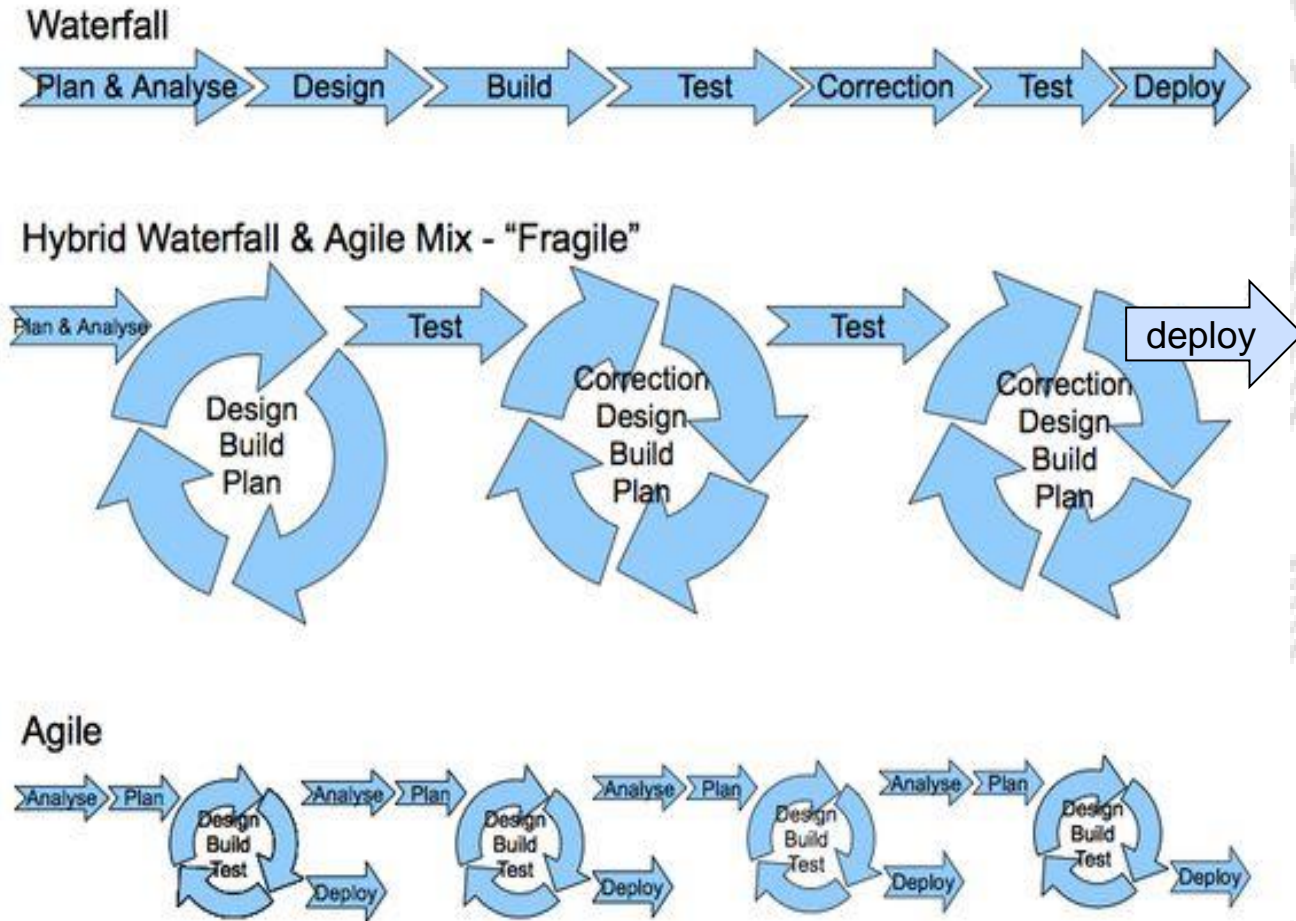 Waterfall
Plan & Analyse
Design
Build
Test
Correction
Test
Deploy
Hybrid Waterfall & Agile Mix - “Fragile”
Plan & Analyse
Design
Build
Plan
Test
Correction
Design
Build
Plan
Test
Correction
Design
Build
Plan
deploy
Agile
Analyse
Plan
Design
Build
Test
Deploy
Analyse
Plan
Design
Build
Test
Deploy
Analyse
Plan
Design
Build
Test
Deploy
Analyse
Plan
Design
Build
Test
Deploy